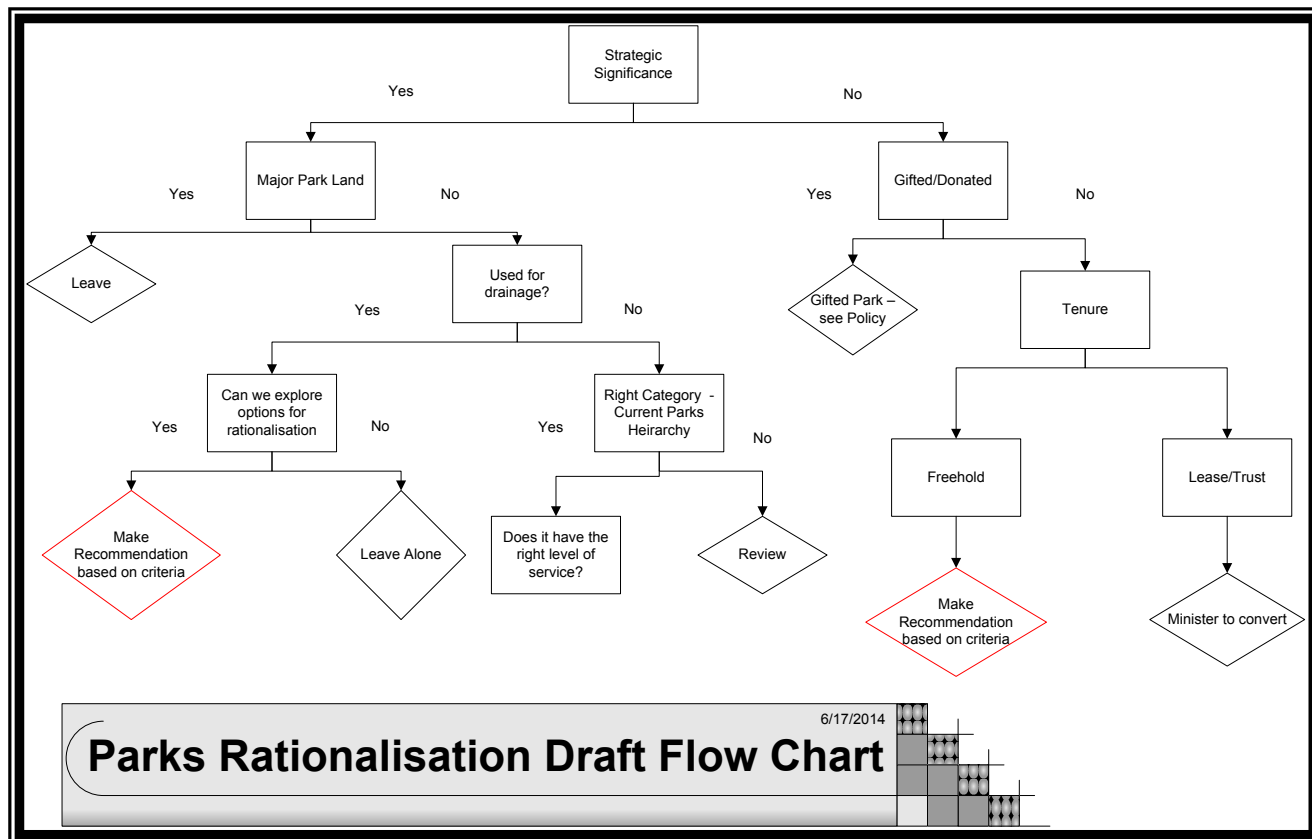 Strategic
Significance
Yes
No
Major Park Land
Gifted/Donated
Yes
No
Yes
No
Leave
Used for
drainage?
Gifted Park –
see Policy
Tenure
Yes
No
Can we explore
options for
rationalisation
Right Category -
Current Parks
Heirarchy
Yes
No
Yes
No
Freehold
Lease/Trust
Make
Recommendation
based on criteria
Leave Alone
Does it have the
right level of
service?
Review
Make
Recommendation
based on criteria
Minister to convert
6/17/2014
Parks Rationalisation Draft Flow Chart